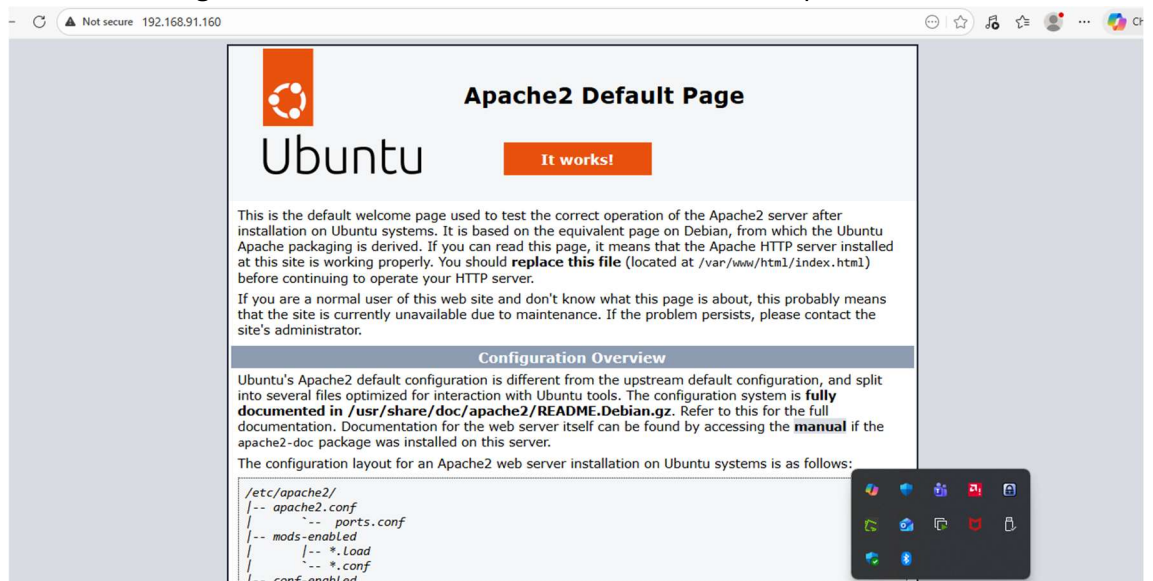 Not secure 192.168.91.160
Apache2 Default Page
Ubuntu
It works!
This is the default welcome page used to test the correct operation of the Apache2 server after
installation on Ubuntu systems. It is based on the equivalent page on Debian, from which the Ubuntu
Apache packaging is derived. If you can read this page, it means that the Apache HTTP server installed
at this site is working properly. You should replace this file (located at /var/www/html/index.html)
before continuing to operate your HTTP server.
If you are a normal user of this web site and don't know what this page is about, this probably means
that the site is currently unavailable due to maintenance. If the problem persists, please contact the
site's administrator.
Configuration Overview
Ubuntu's Apache2 default configuration is different from the upstream default configuration, and split
into several files optimized for interaction with Ubuntu tools. The configuration system is fully
documented in /usr/share/doc/apache2/README.Debian.gz. Refer to this for the full
documentation. Documentation for the web server itself can be found by accessing the manual if the
apache2-doc package was installed on this server.
The configuration layout for an Apache2 web server installation on Ubuntu systems is as follows:
/etc/apache2/
|-- apache2.conf
|       `-- ports.conf
|-- mods-enabled
|       |-- *.load
|       `-- *.conf
|-- conf-enabled